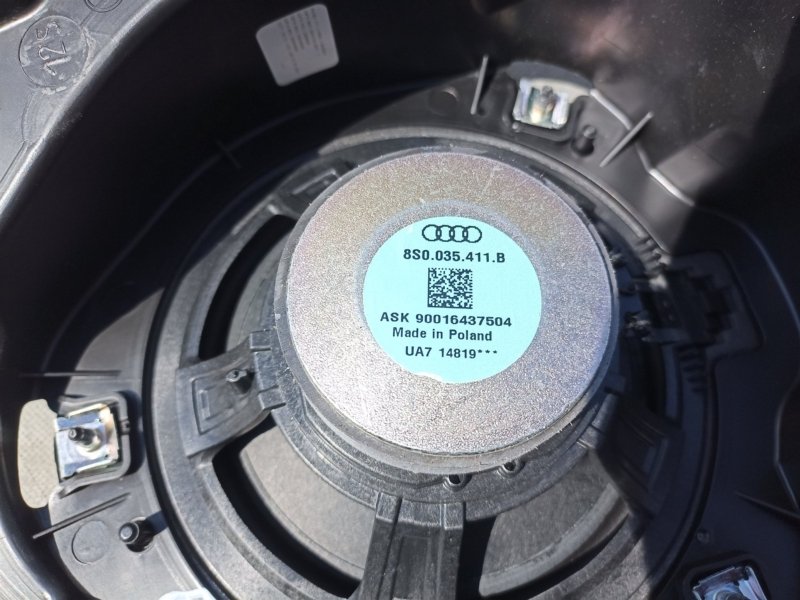 8S0.035.411.B
ASK 90016437504
Made in Poland
UA7 14819***